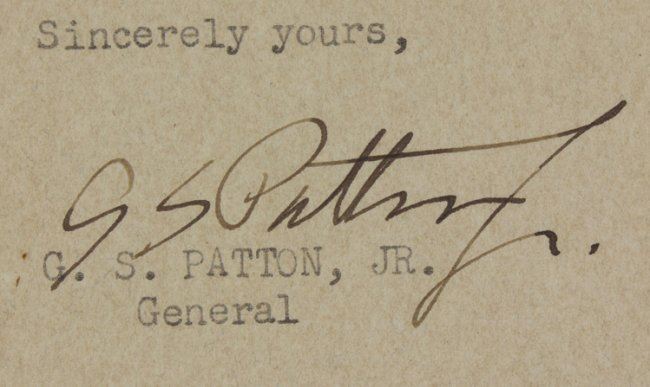 Sincerely yours,
G S Patton Jr.
G. S. PATTON, JR.
General